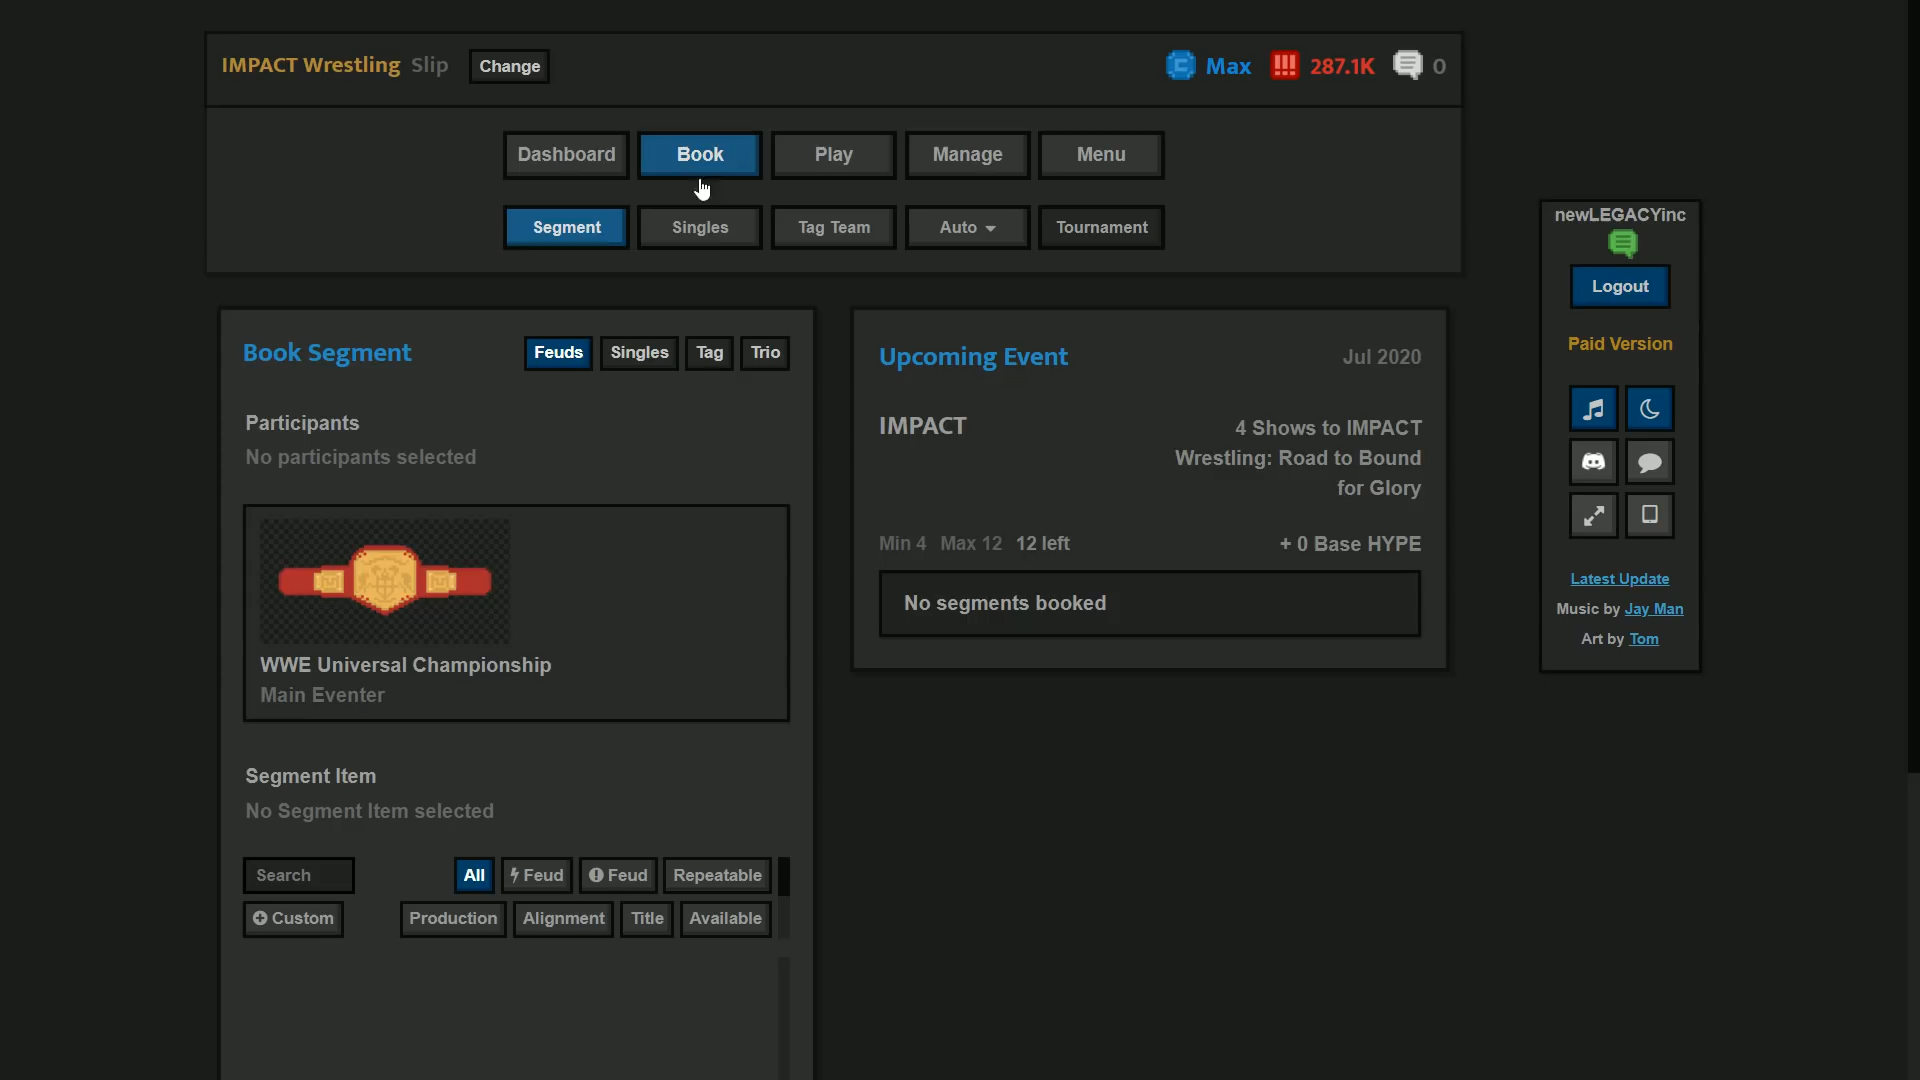 IMPACT Wrestling Slip Change Max 287.1K 0
Dashboard Book Play Manage Menu
Segment Singles Tag Team Auto Tournament
Book Segment Feuds Singles Tag Trio
Participants
No participants selected
WWE Universal Championship
Main Eventer
Segment Item
No Segment Item selected
Search All Feud Feud Repeatable
Custom Production Alignment Title Available
Upcoming Event Jul 2020
IMPACT 4 Shows to IMPACT
Wrestling: Road to Bound
for Glory
Min 4 Max 12 12 left + 0 Base HYPE
No segments booked
newLEGACYinc
Logout
Paid Version
Latest Update
Music by Jay Man
Art by Tom